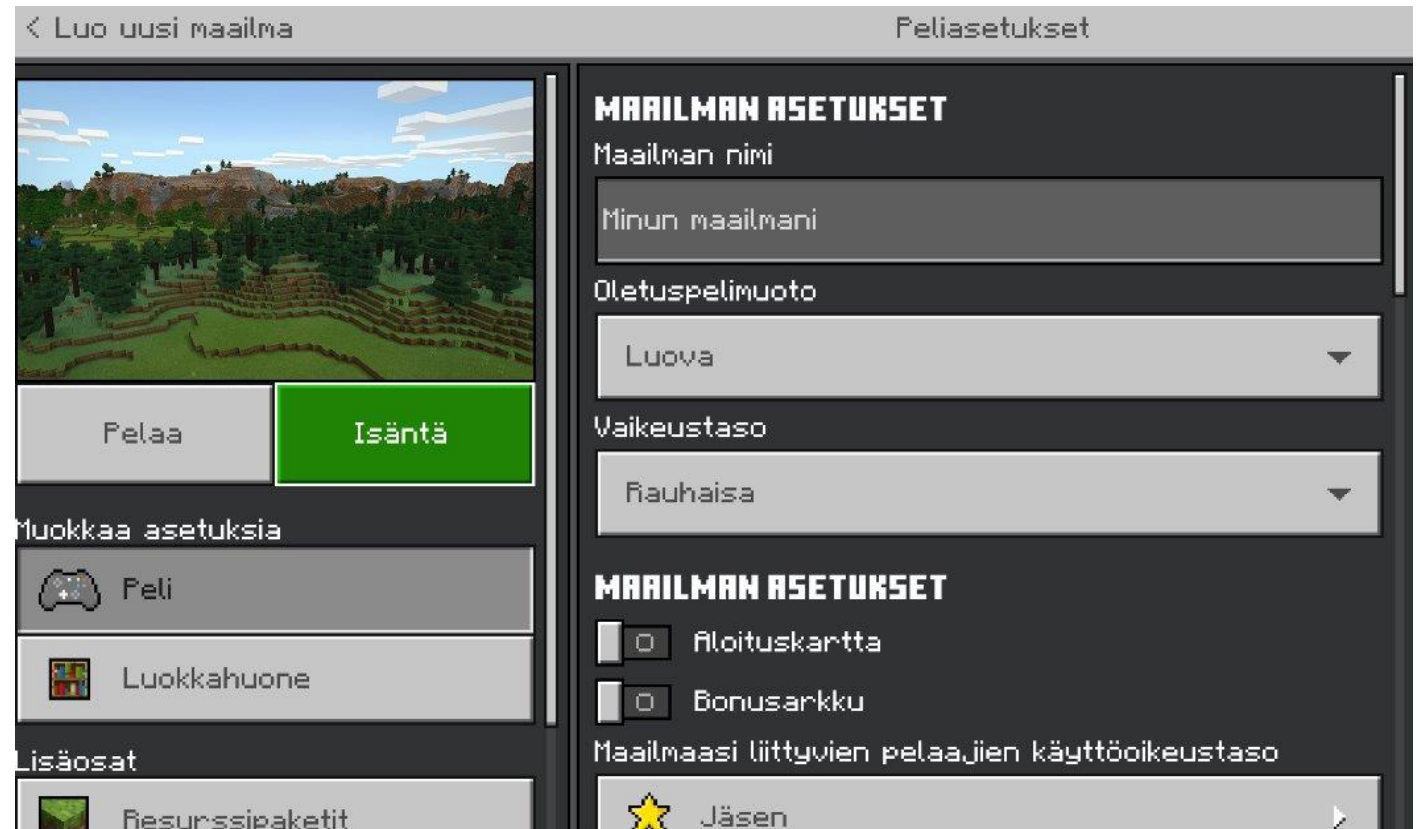 < Luo uusi maailma
Peliasetukset
Pelaa
Isäntä
Muokkaa asetuksia
Peli
Luokkahuone
Lisäosat
Resurssipaketit
MAAILMAN ASETUKSET
Maailman nimi
Minun maailmani
Oletuspelimuoto
Luova
Vaikeustaso
Rauhaisa
MAAILMAN ASETUKSET
Aloituskartta
Bonusarkku
Maailmaasi liittyvien pelaajien käyttöoikeustaso
Jäsen